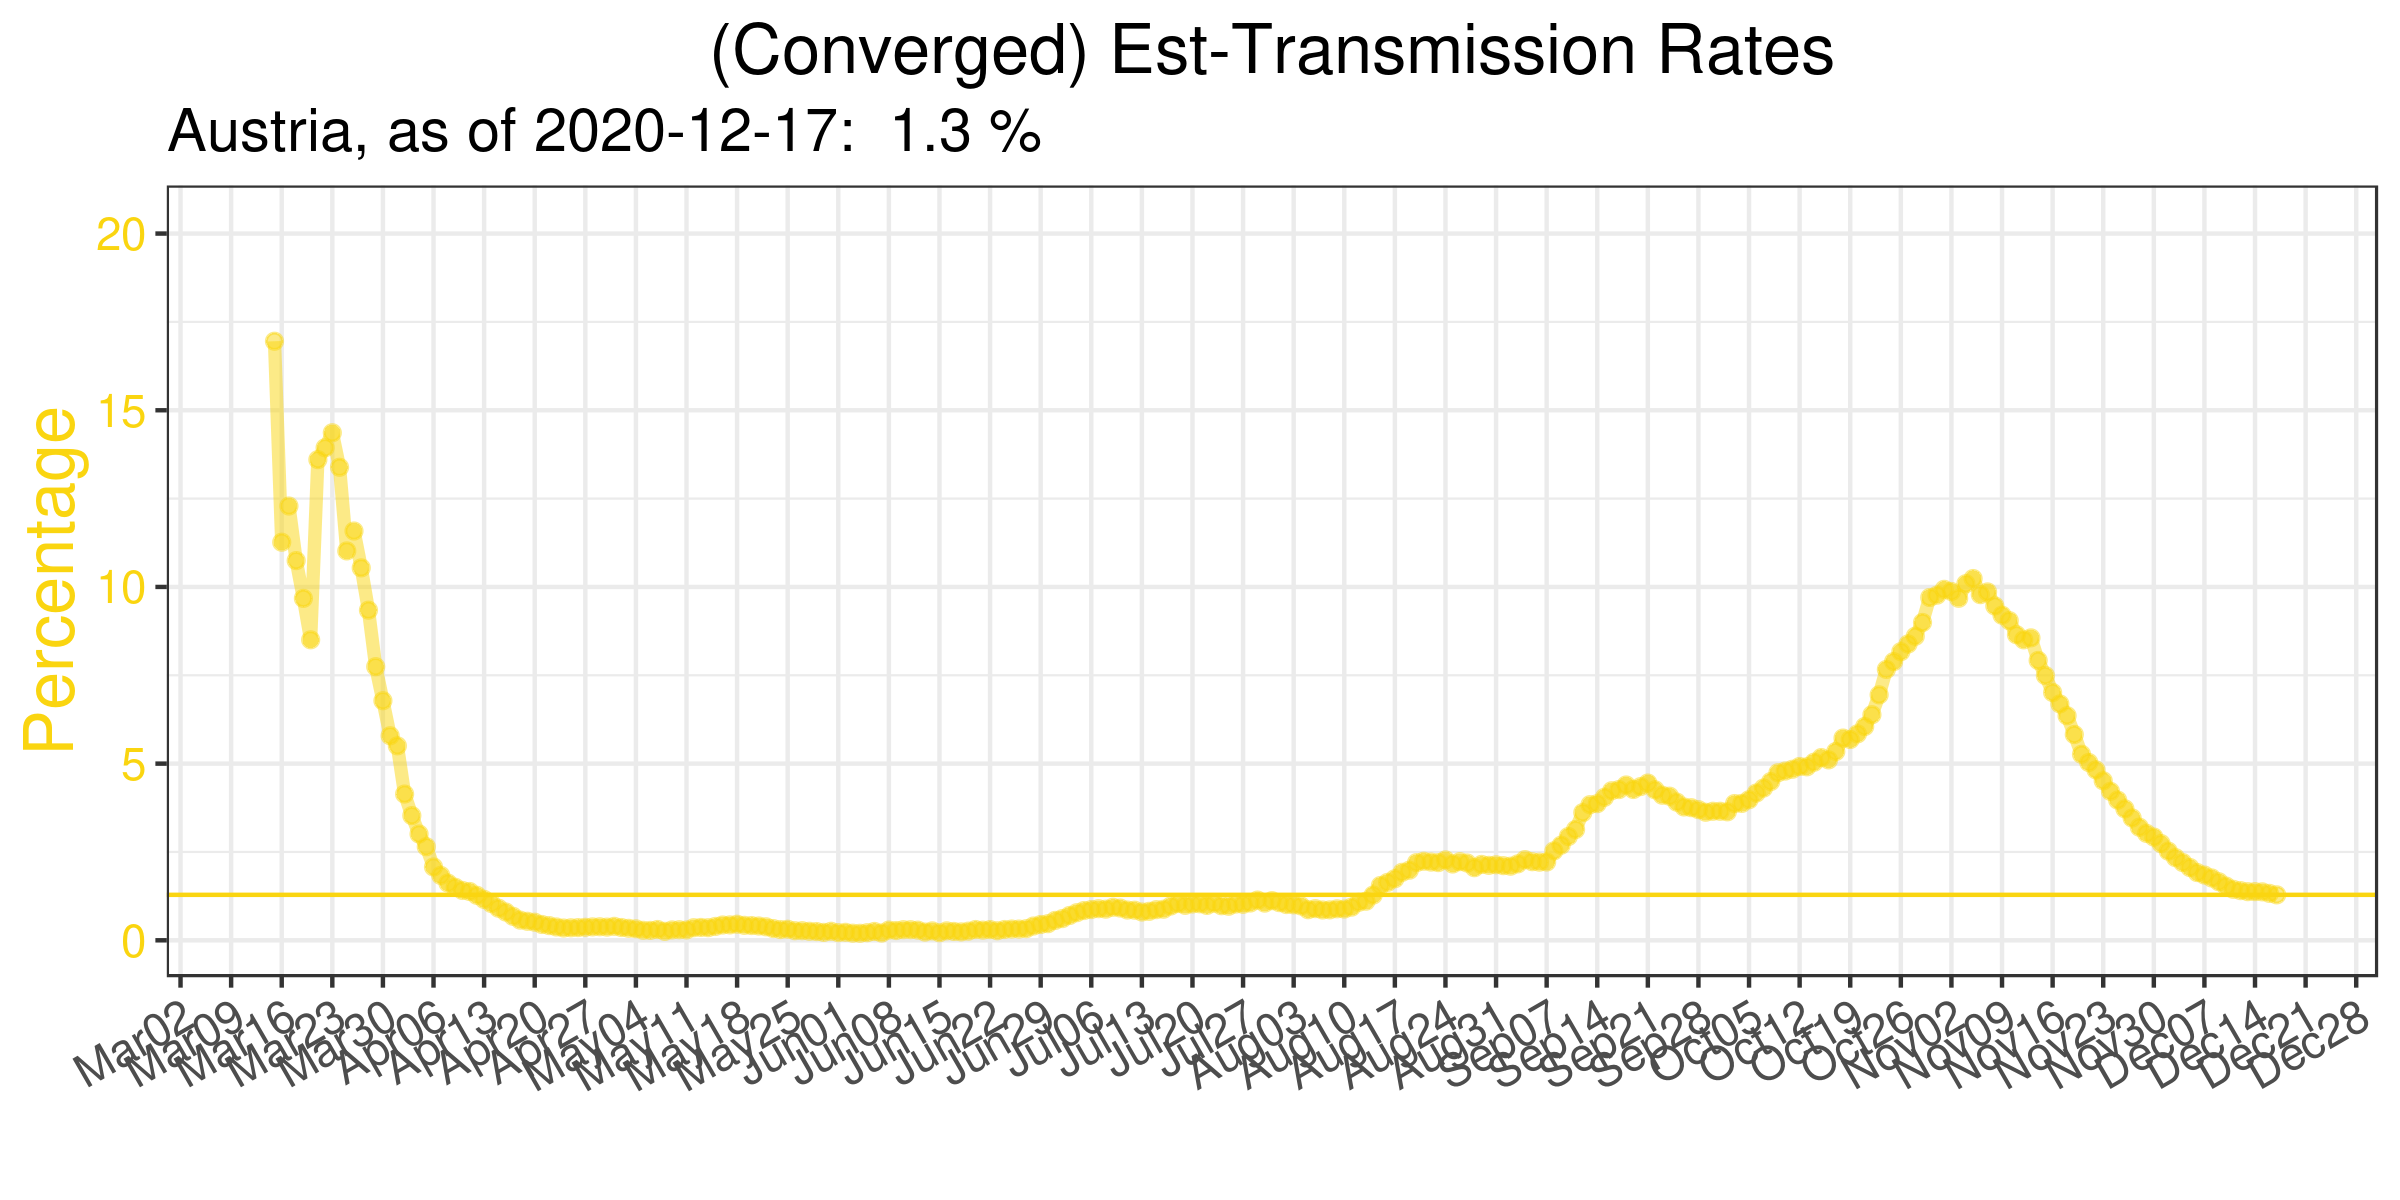 (Converged) Est-Transmission Rates
Austria, as of 2020-12-17:  1.3 %
Percentage
20
15
10
5
0
Mar02
Mar09
Mar16
Mar23
Mar30
Apr06
Apr13
Apr20
Apr27
May04
May11
May18
May25
Jun01
Jun08
Jun15
Jun22
Jun29
Jul06
Jul13
Jul20
Jul27
Aug03
Aug10
Aug17
Aug24
Aug31
Sep07
Sep14
Sep21
Sep28
Oct05
Oct12
Oct19
Oct26
Nov02
Nov09
Nov16
Nov23
Nov30
Dec07
Dec14
Dec21
Dec28